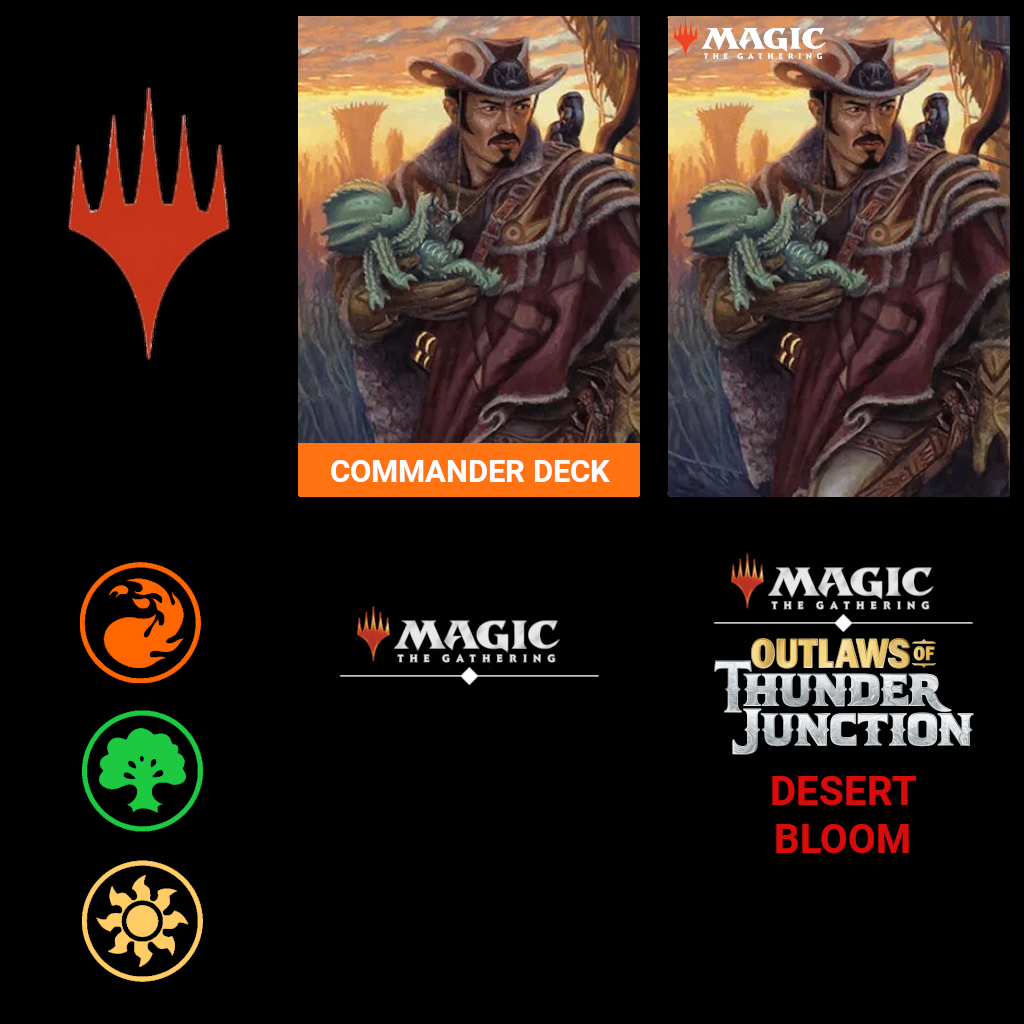 MAGIC
THE GATHERING
COMMANDER DECK
MAGIC
THE GATHERING
MAGIC
THE GATHERING
OUTLAWS OF
THUNDER
JUNCTION
DESERT
BLOOM